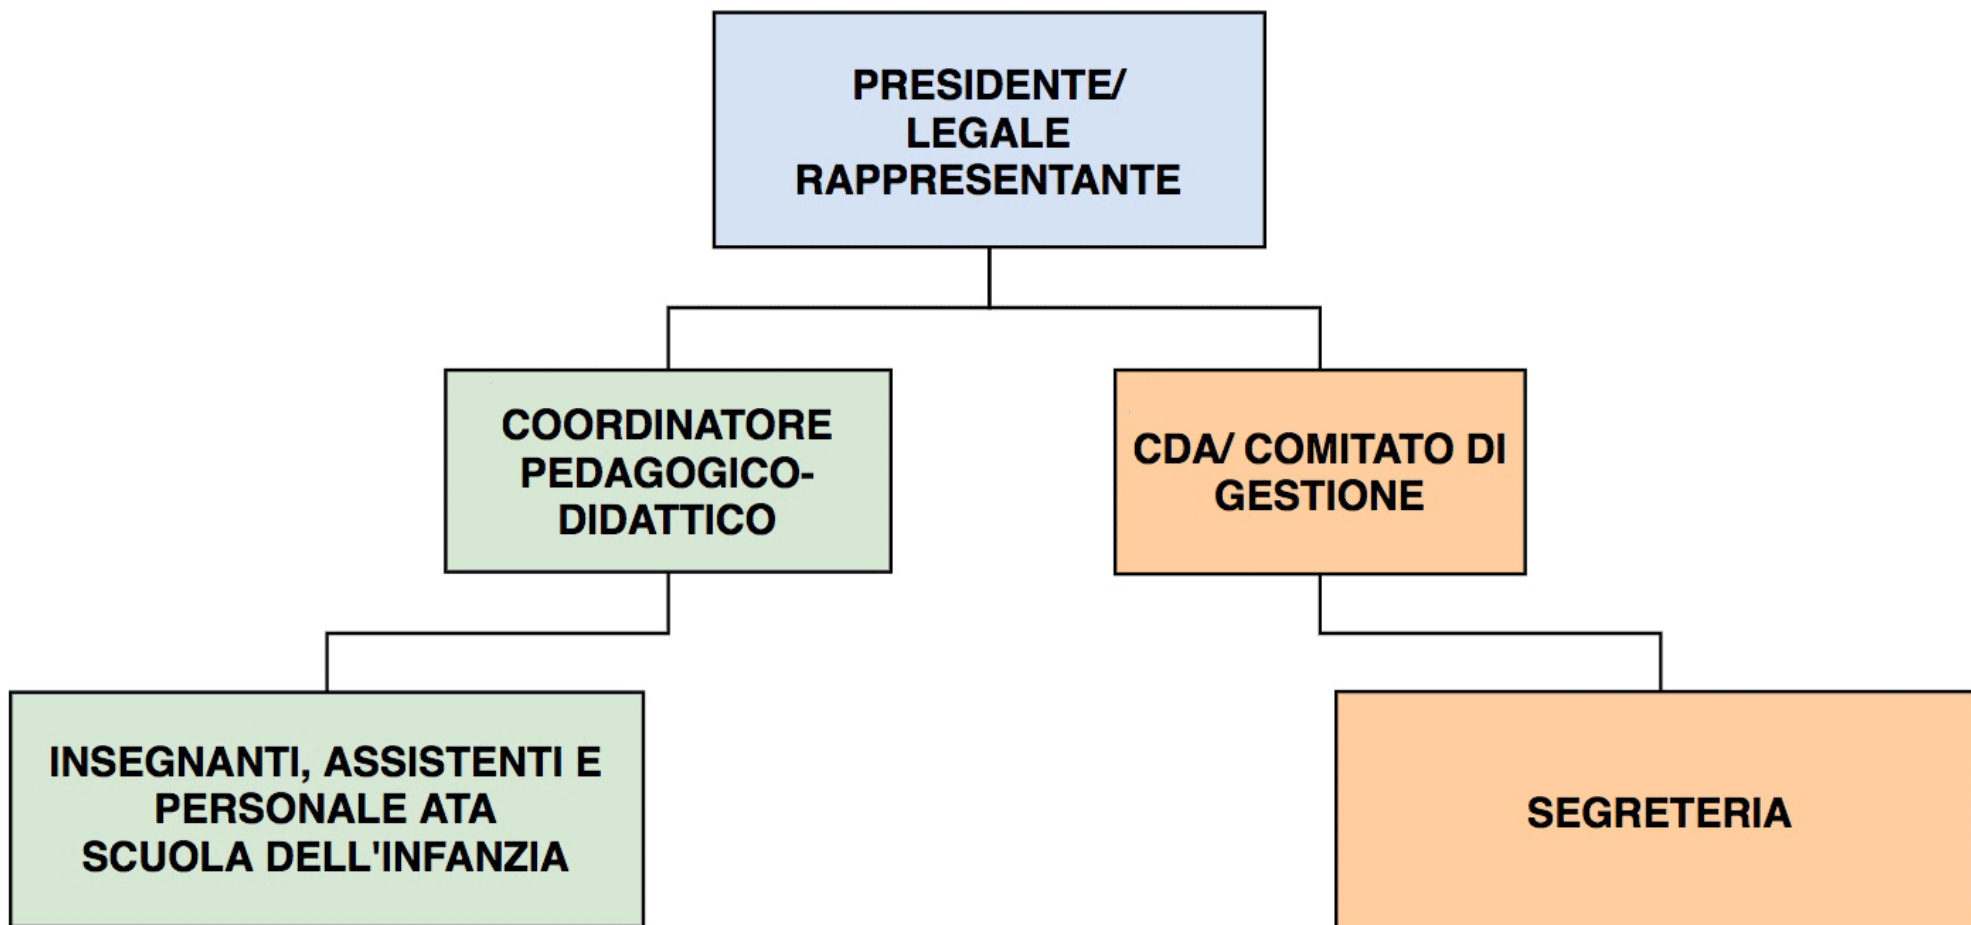 PRESIDENTE/
LEGALE
RAPPRESENTANTE
COORDINATORE
PEDAGOGICO-
DIDATTICO
CDA/ COMITATO DI
GESTIONE
INSEGNANTI, ASSISTENTI E
PERSONALE ATA
SCUOLA DELL'INFANZIA
SEGRETERIA